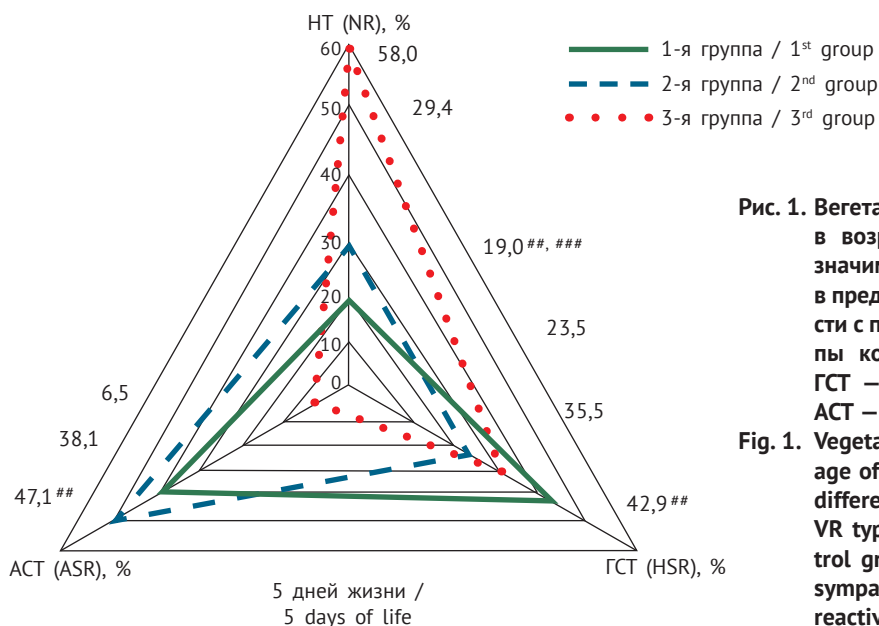 НТ (NR), %
60
58,0
50
29,4
40
30
19,0 ##, ###
20
23,5
10
0
6,5
35,5
38,1
47,1 ##
42,9 ##
АСТ (ASR), %
ГСТ (HSR), %
5 дней жизни /
5 days of life
1-я группа / 1st group
2-я группа / 2nd group
3-я группа / 3rd group
Рис. 1. Вегета
в возр
значим
в пред
сти с п
пы ко
ГСТ —
АСТ —
Fig. 1. Vegeta
age of
differe
VR typ
trol gr
sympa
reactiv